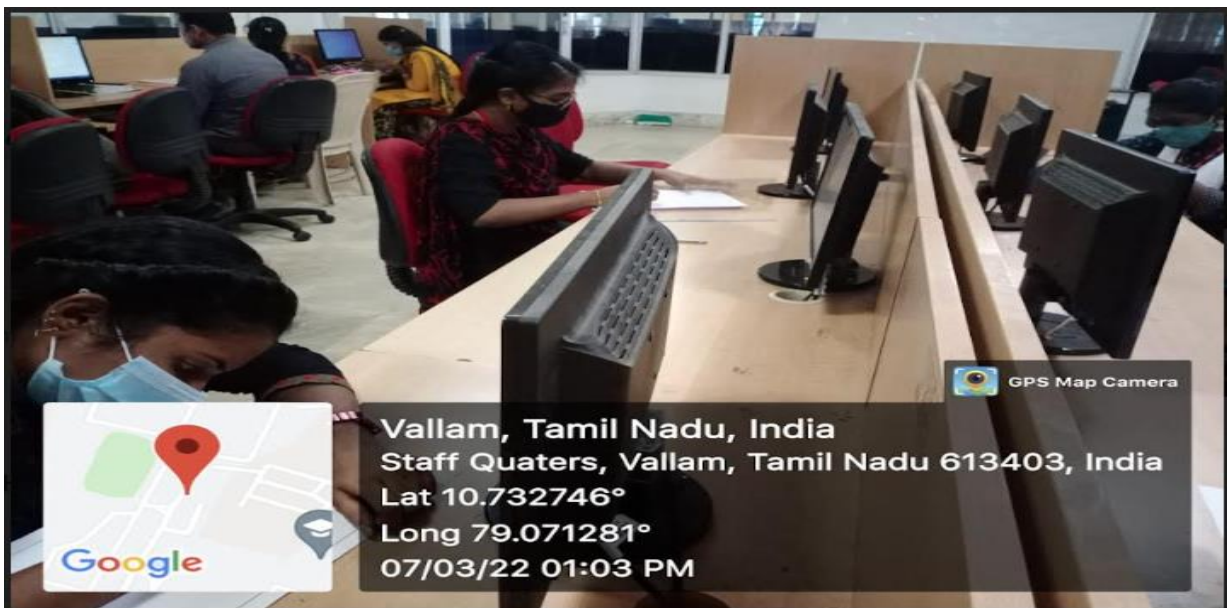 GPS Map Camera
Vallam, Tamil Nadu, India
Staff Quaters, Vallam, Tamil Nadu 613403, India
Lat 10.732746°
Long 79.071281°
07/03/22 01:03 PM
Google